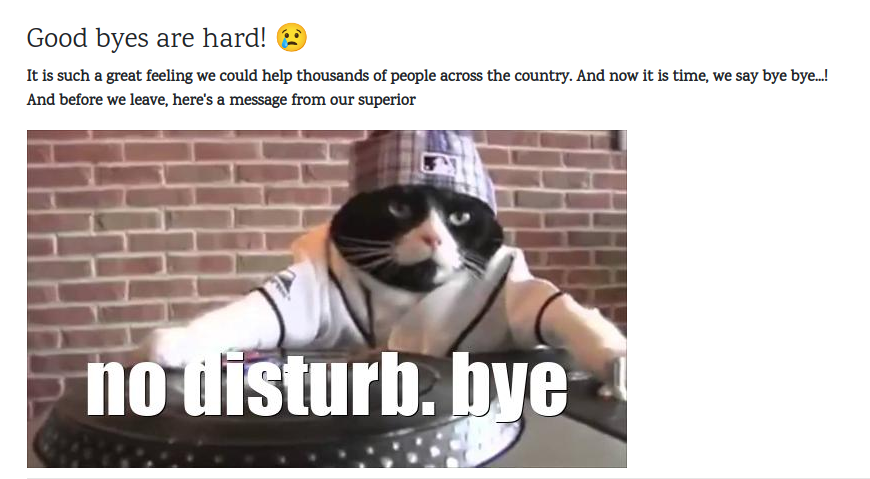 Good byes are hard! 😢
It is such a great feeling we could help thousands of people across the country. And now it is time, we say bye bye...!
And before we leave, here's a message from our superior
no disturb. bye